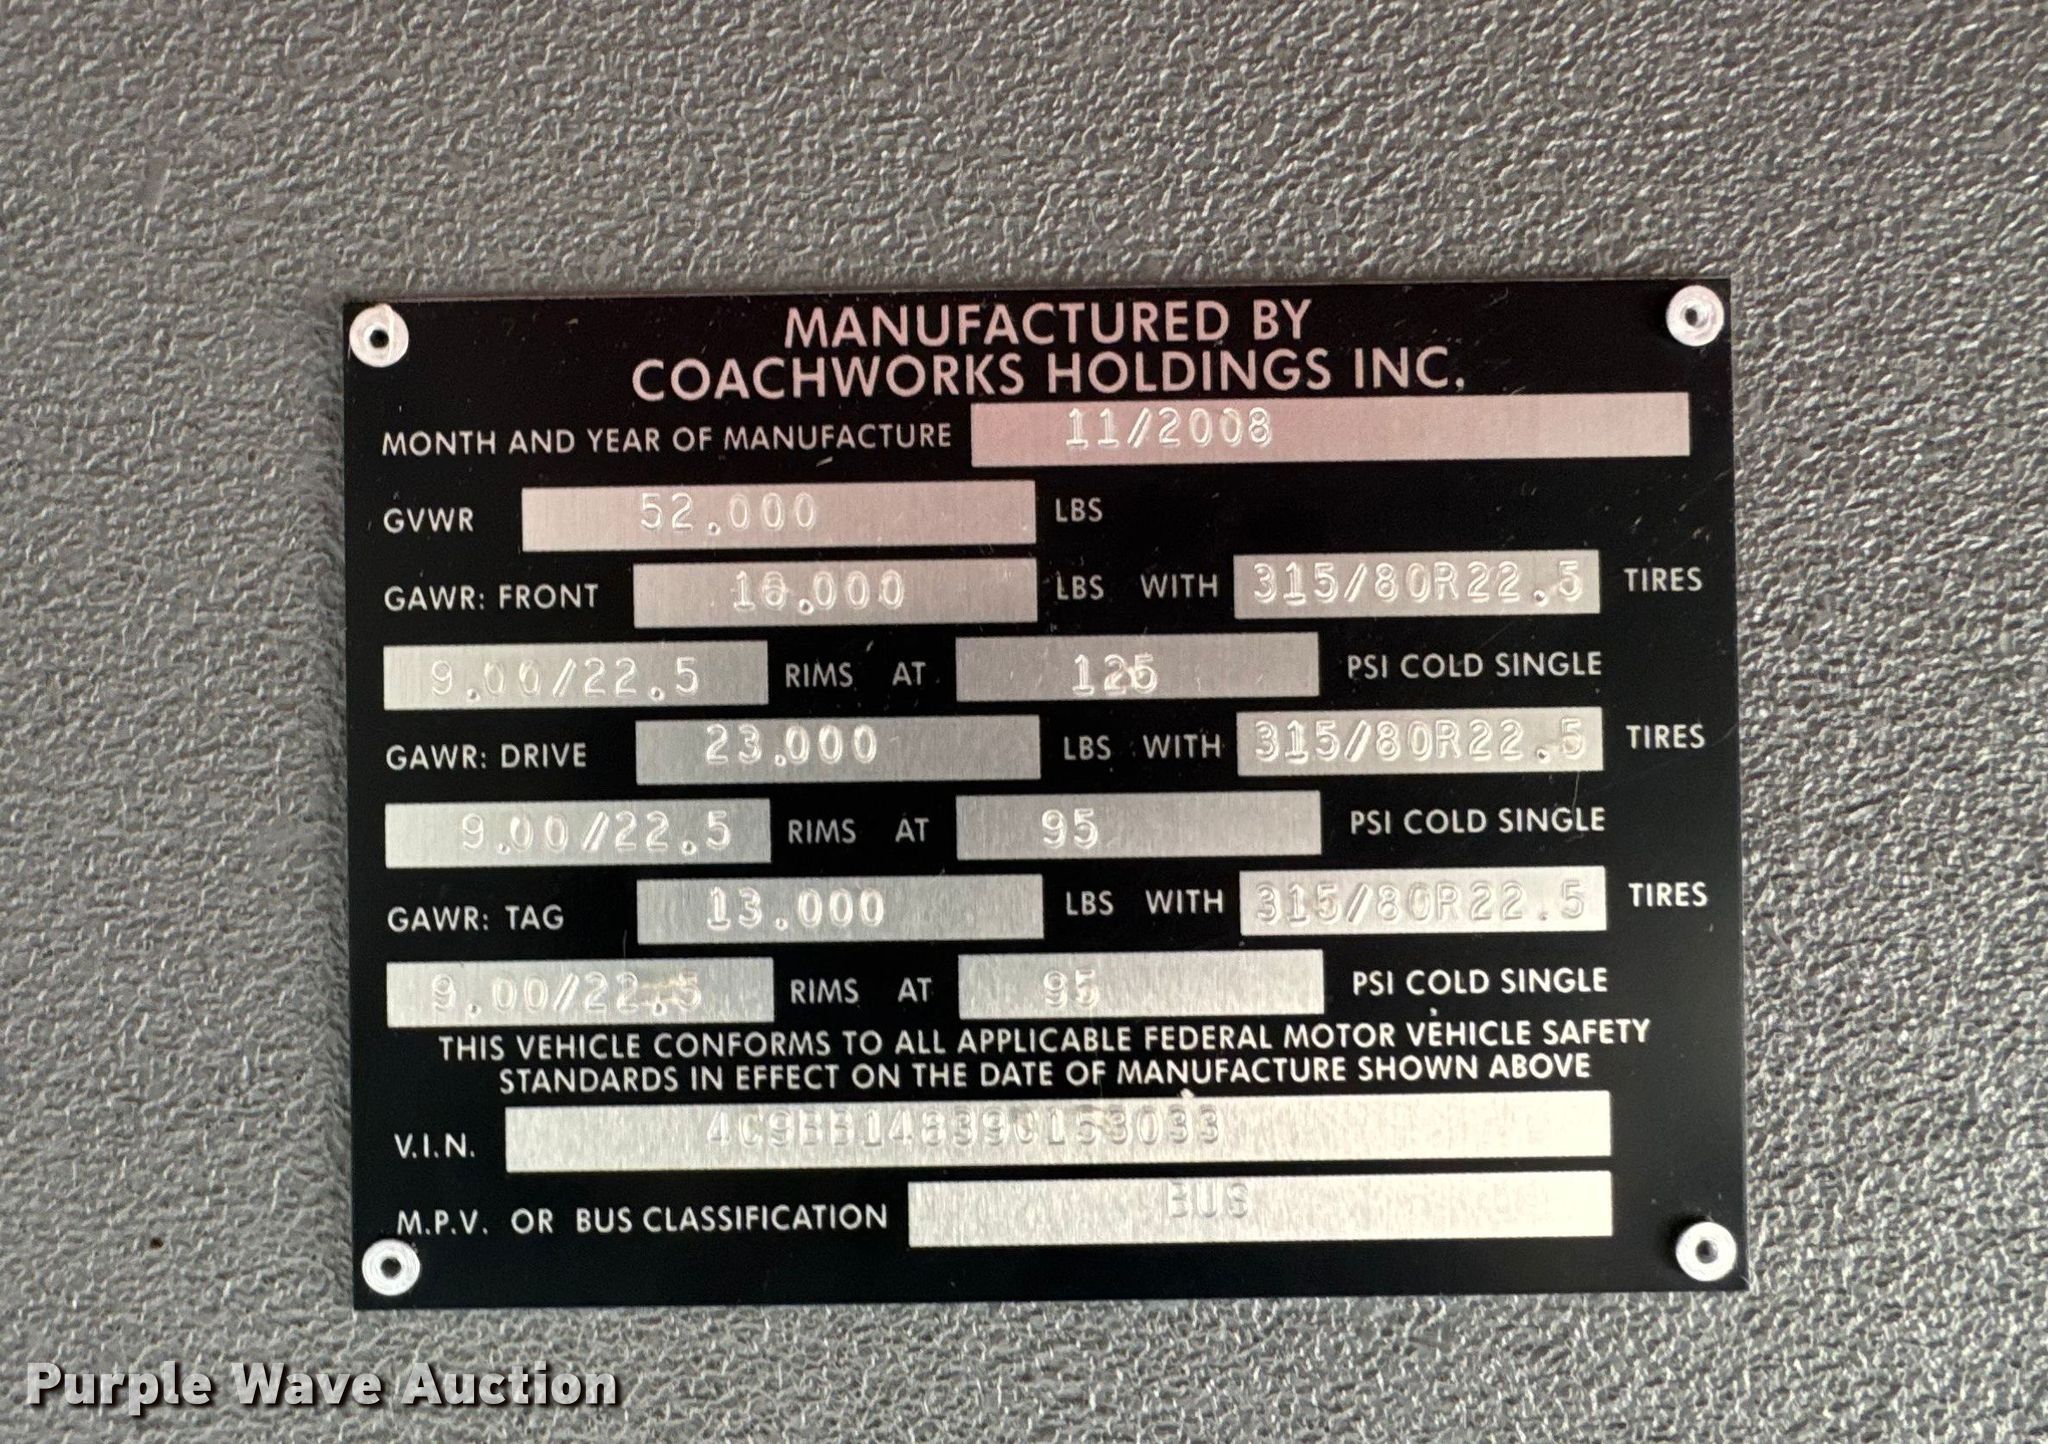 MANUFACTURED BY
COACHWORKS HOLDINGS INC.
MONTH AND YEAR OF MANUFACTURE 11/2008
GVWR 52.000 LBS
GAWR: FRONT 16.000 LBS WITH 315/80R22.5 TIRES
9.00/22.5 RIMS AT 125 PSI COLD SINGLE
GAWR: DRIVE 23.000 LBS WITH 315/80R22.5 TIRES
9.00/22.5 RIMS AT 95 PSI COLD SINGLE
GAWR: TAG 13.000 LBS WITH 315/80R22.5 TIRES
9.00/22.5 RIMS AT 95 PSI COLD SINGLE
THIS VEHICLE CONFORMS TO ALL APPLICABLE FEDERAL MOTOR VEHICLE SAFETY
STANDARDS IN EFFECT ON THE DATE OF MANUFACTURE SHOWN ABOVE
V.I.N.
M.P.V. OR BUS CLASSIFICATION BUS
Purple Wave Auction